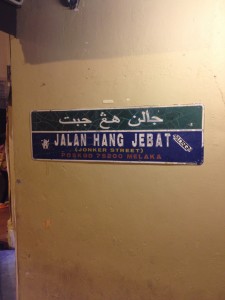 جالن هڠ جبت
JALAN HANG JEBAT
(JONKER STREET)
POSKOD 75200 MELAKA